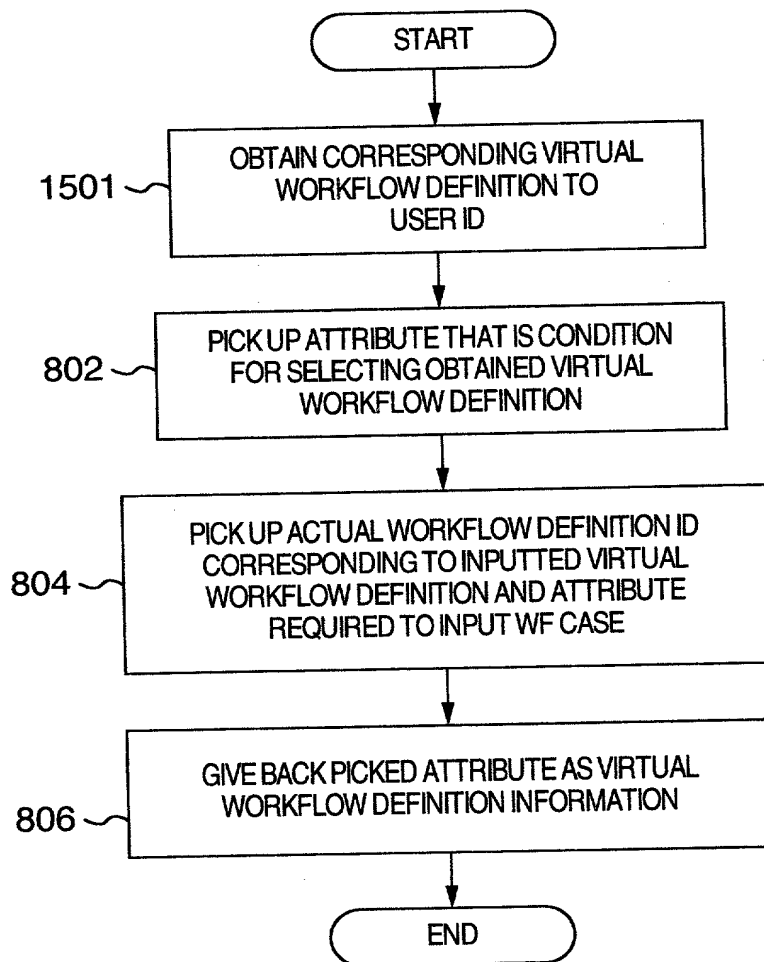 START
1501
OBTAIN CORRESPONDING VIRTUAL
WORKFLOW DEFINITION TO
USER ID
802
PICK UP ATTRIBUTE THAT IS CONDITION
FOR SELECTING OBTAINED VIRTUAL
WORKFLOW DEFINITION
804
PICK UP ACTUAL WORKFLOW DEFINITION ID
CORRESPONDING TO INPUTTED VIRTUAL
WORKFLOW DEFINITION AND ATTRIBUTE
REQUIRED TO INPUT WF CASE
806
GIVE BACK PICKED ATTRIBUTE AS VIRTUAL
WORKFLOW DEFINITION INFORMATION
END